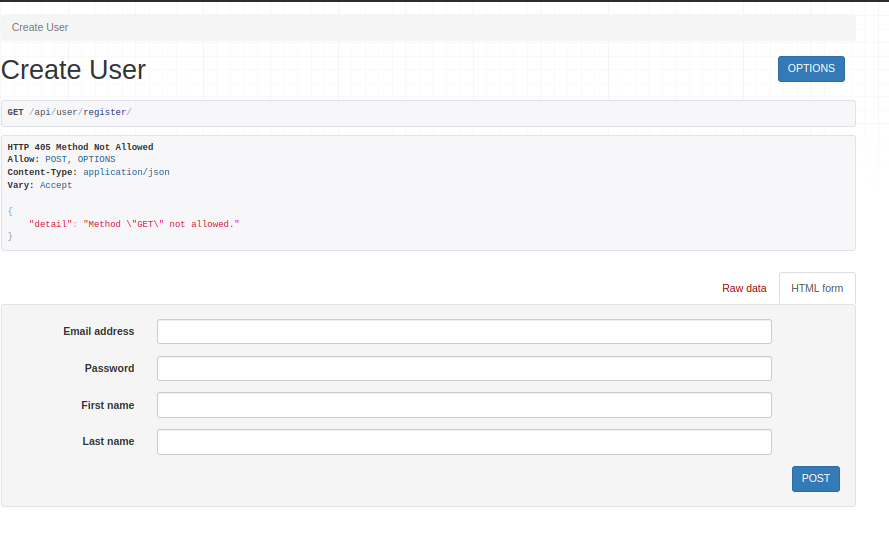 Create User
Create User
OPTIONS
GET /api/user/register/
HTTP 405 Method Not Allowed
Allow: POST, OPTIONS
Content-Type: application/json
Vary: Accept
{
    "detail": "Method \"GET\" not allowed."
}
Raw data
HTML form
Email address
Password
First name
Last name
POST